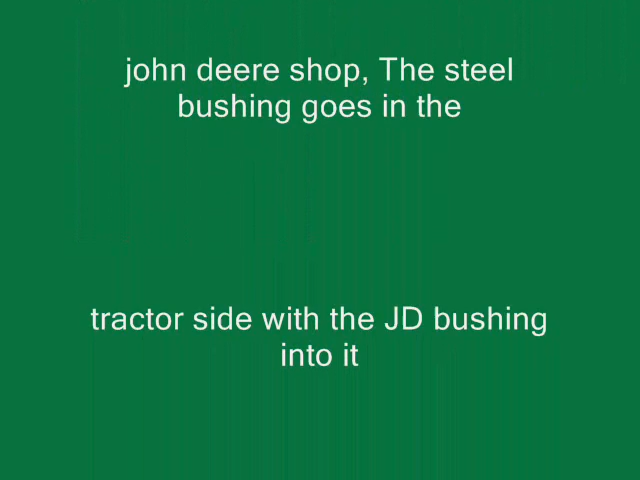 john deere shop, The steel
bushing goes in the
tractor side with the JD bushing
into it